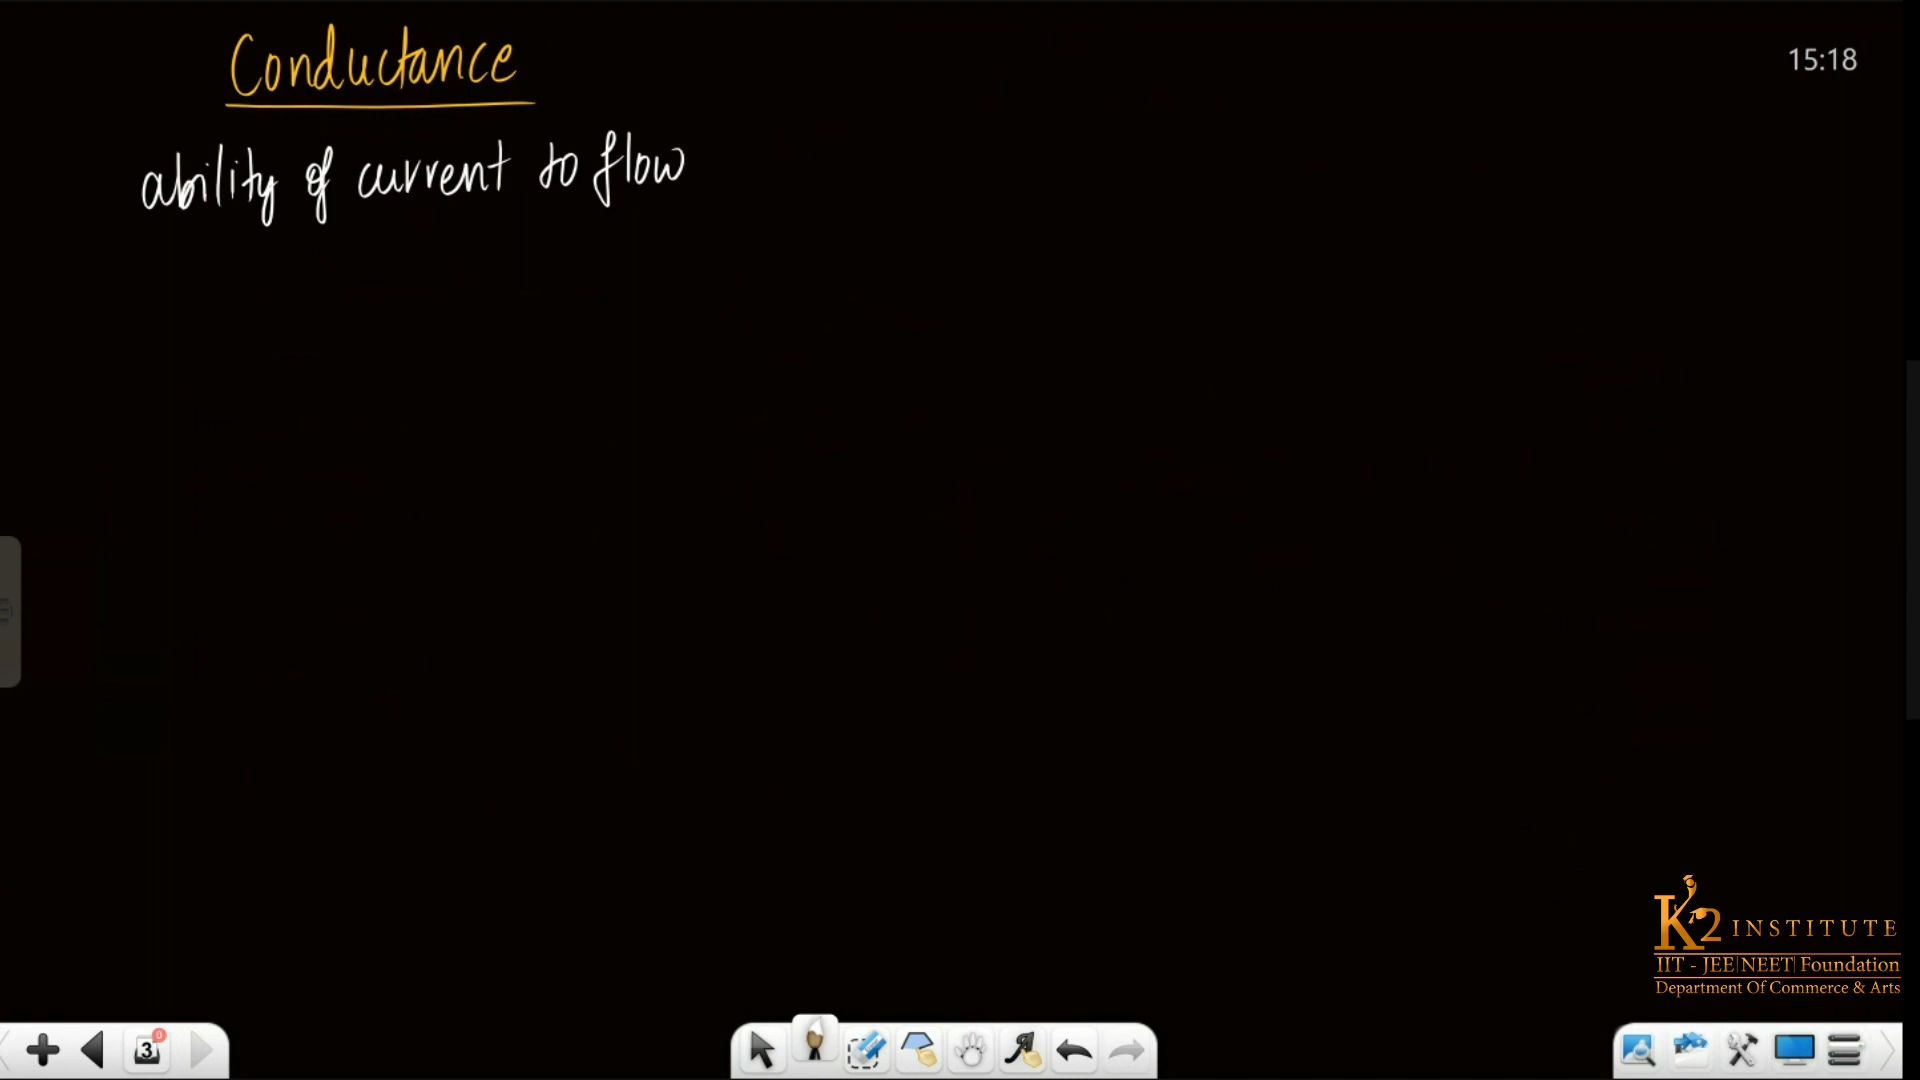 Conductance
15:18
ability of current to flow
K2 INSTITUTE
IIT - JEE|NEET| Foundation
Department Of Commerce & Arts
0
3